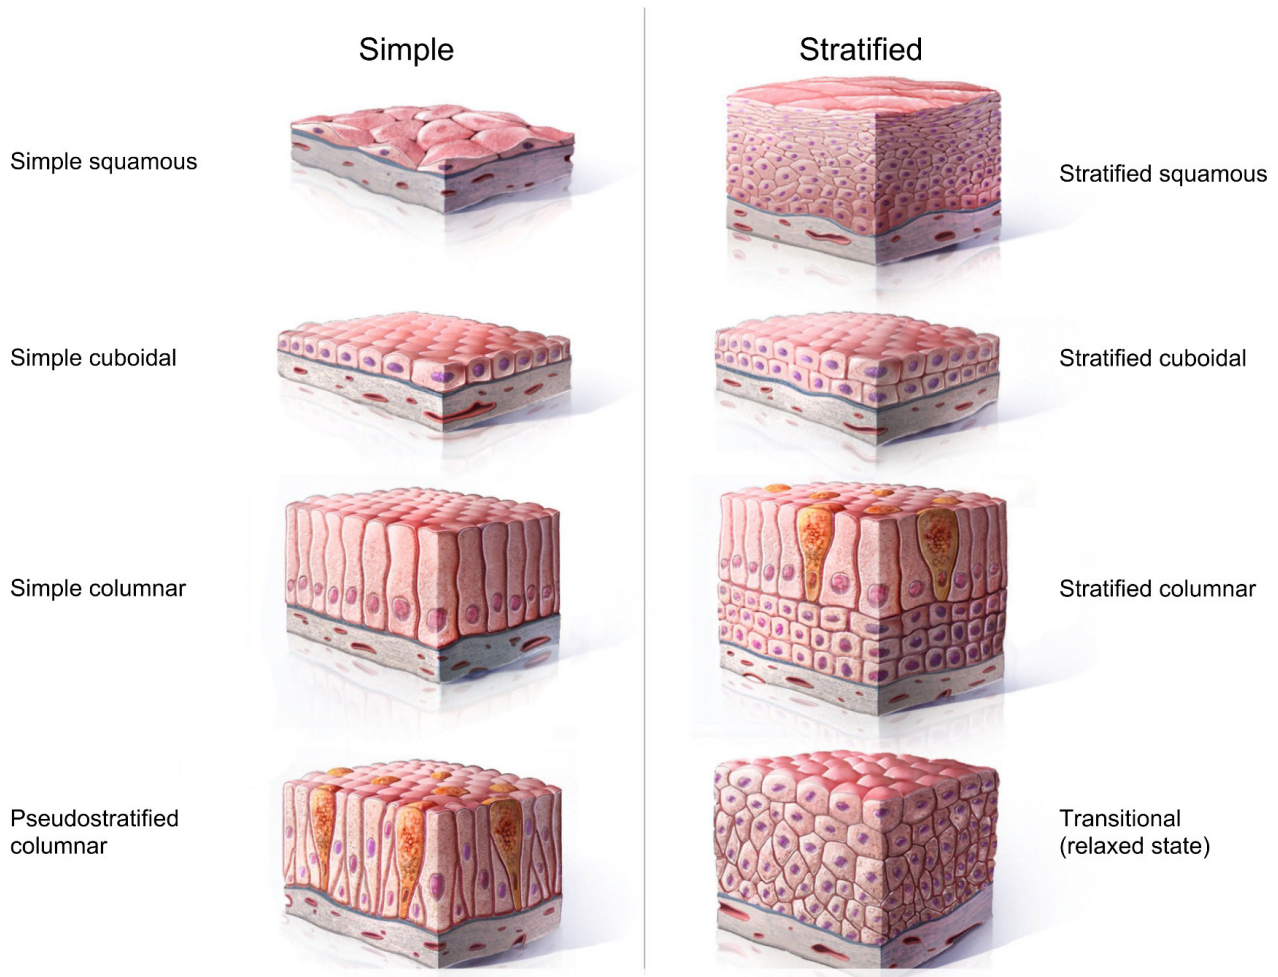 Simple
Stratified
Simple squamous
Stratified squamous
Simple cuboidal
Stratified cuboidal
Simple columnar
Stratified columnar
Pseudostratified
columnar
Transitional
(relaxed state)